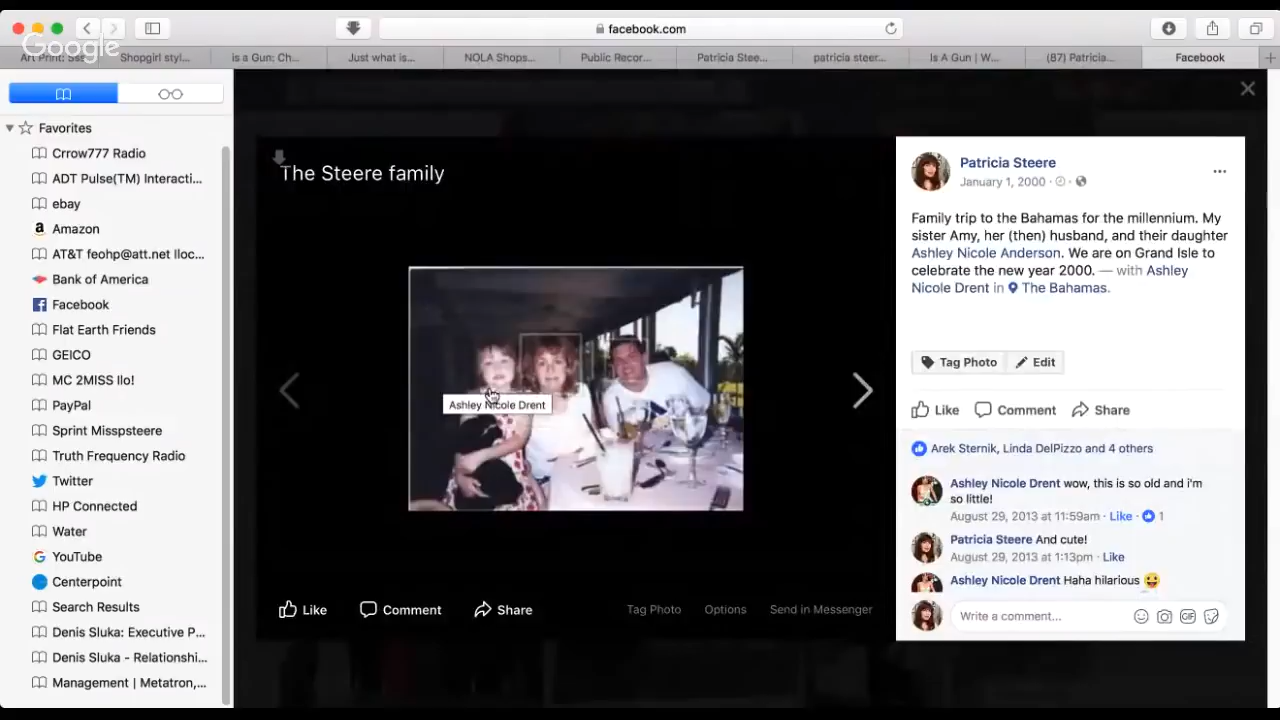 facebook.com
Google
Art Print: Sse
Shopgirl styl...
is a Gun: Ch...
Just what is...
NOLA Shops...
Public Recor...
Patricia Stee...
patricia steer...
Is A Gun | W...
(87) Patricia...
Facebook
Favorites
Crrow777 Radio
ADT Pulse(TM) Interacti...
ebay
Amazon
AT&T feohp@att.net lloc...
Bank of America
Facebook
Flat Earth Friends
GEICO
MC 2MISS llo!
PayPal
Sprint Misspsteere
Truth Frequency Radio
Twitter
HP Connected
Water
YouTube
Centerpoint
Search Results
Denis Sluka: Executive P...
Denis Sluka - Relationshi...
Management | Metatron,...
The Steere family
Ashley Nicole Drent
Like
Comment
Share
Tag Photo
Options
Send in Messenger
Patricia Steere
January 1, 2000
Family trip to the Bahamas for the millennium. My
sister Amy, her (then) husband, and their daughter
Ashley Nicole Anderson. We are on Grand Isle to
celebrate the new year 2000. — with Ashley
Nicole Drent in The Bahamas.
Tag Photo
Edit
Like
Comment
Share
Arek Sternik, Linda DelPizzo and 4 others
Ashley Nicole Drent wow, this is so old and i'm
so little!
August 29, 2013 at 11:59am · Like · 1
Patricia Steere And cute!
August 29, 2013 at 1:13pm · Like
Ashley Nicole Drent Haha hilarious
Write a comment...
GIF